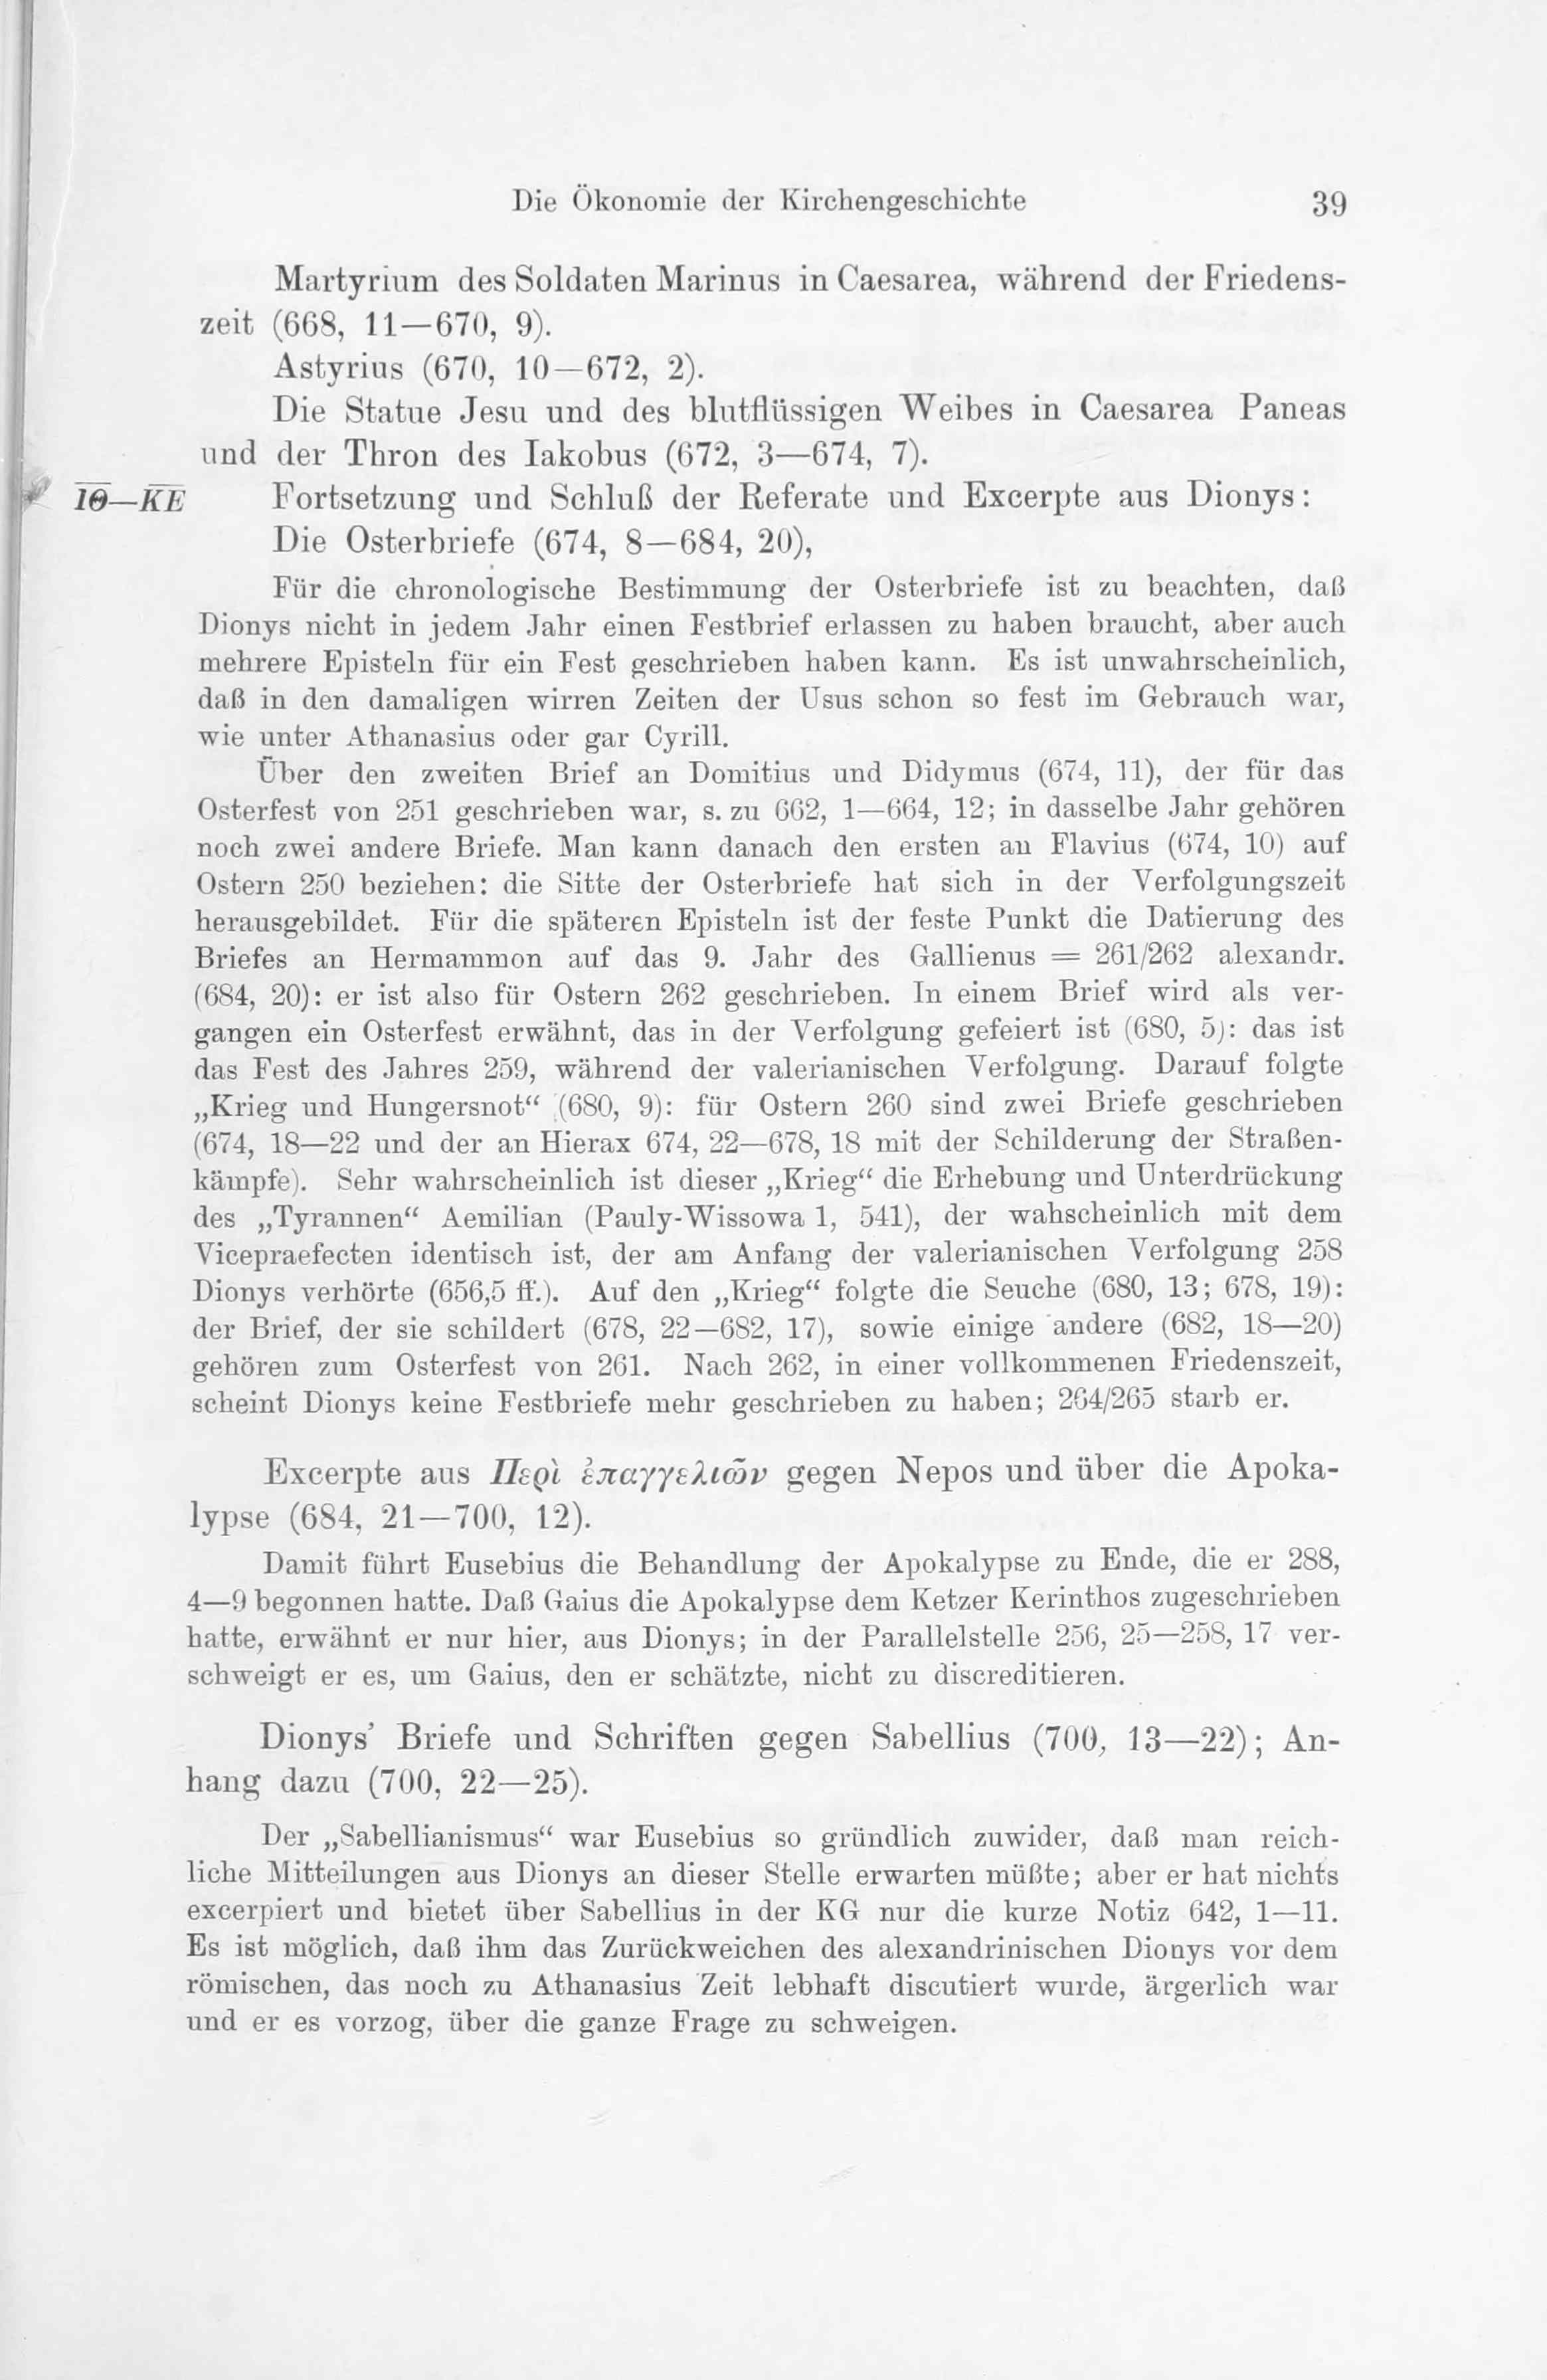 Die Ökonomie der Kirchengeschichte 39
Martyrium des Soldaten Marinus in Caesarea, während der Friedens-
zeit (668, 11—670, 9).
Astyrius (670, 10—672, 2).
Die Statue Jesu und des blutflüssigen Weibes in Caesarea Paneas
und der Thron des Iakobus (672, 3—674, 7).
I̅Θ̅—K̅E̅ Fortsetzung und Schluß der Referate und Excerpte aus Dionys:
Die Osterbriefe (674, 8—684, 20),
Für die chronologische Bestimmung der Osterbriefe ist zu beachten, daß
Dionys nicht in jedem Jahr einen Festbrief erlassen zu haben braucht, aber auch
mehrere Episteln für ein Fest geschrieben haben kann. Es ist unwahrscheinlich,
daß in den damaligen wirren Zeiten der Usus schon so fest im Gebrauch war,
wie unter Athanasius oder gar Cyrill.
Über den zweiten Brief an Domitius und Didymus (674, 11), der für das
Osterfest von 251 geschrieben war, s. zu 662, 1—664, 12; in dasselbe Jahr gehören
noch zwei andere Briefe. Man kann danach den ersten an Flavius (674, 10) auf
Ostern 250 beziehen: die Sitte der Osterbriefe hat sich in der Verfolgungszeit
herausgebildet. Für die späteren Episteln ist der feste Punkt die Datierung des
Briefes an Hermammon auf das 9. Jahr des Gallienus = 261/262 alexandr.
(684, 20): er ist also für Ostern 262 geschrieben. In einem Brief wird als ver-
gangen ein Osterfest erwähnt, das in der Verfolgung gefeiert ist (680, 5): das ist
das Fest des Jahres 259, während der valerianischen Verfolgung. Darauf folgte
„Krieg und Hungersnot“ (680, 9): für Ostern 260 sind zwei Briefe geschrieben
(674, 18—22 und der an Hierax 674, 22—678, 18 mit der Schilderung der Straßen-
kämpfe). Sehr wahrscheinlich ist dieser „Krieg“ die Erhebung und Unterdrückung
des „Tyrannen“ Aemilian (Pauly-Wissowa 1, 541), der wahscheinlich mit dem
Vicepraefecten identisch ist, der am Anfang der valerianischen Verfolgung 258
Dionys verhörte (656,5 ff.). Auf den „Krieg“ folgte die Seuche (680, 13; 678, 19):
der Brief, der sie schildert (678, 22—682, 17), sowie einige andere (682, 18—20)
gehören zum Osterfest von 261. Nach 262, in einer vollkommenen Friedenszeit,
scheint Dionys keine Festbriefe mehr geschrieben zu haben; 264/265 starb er.
Excerpte aus Περὶ ἐπαγγελιῶν gegen Nepos und über die Apoka-
lypse (684, 21—700, 12).
Damit führt Eusebius die Behandlung der Apokalypse zu Ende, die er 288,
4—9 begonnen hatte. Daß Gaius die Apokalypse dem Ketzer Kerinthos zugeschrieben
hatte, erwähnt er nur hier, aus Dionys; in der Parallelstelle 256, 25—258, 17 ver-
schweigt er es, um Gaius, den er schätzte, nicht zu discreditieren.
Dionys’ Briefe und Schriften gegen Sabellius (700, 13—22); An-
hang dazu (700, 22—25).
Der „Sabellianismus“ war Eusebius so gründlich zuwider, daß man reich-
liche Mitteilungen aus Dionys an dieser Stelle erwarten müßte; aber er hat nichts
excerpiert und bietet über Sabellius in der KG nur die kurze Notiz 642, 1—11.
Es ist möglich, daß ihm das Zurückweichen des alexandrinischen Dionys vor dem
römischen, das noch zu Athanasius Zeit lebhaft discutiert wurde, ärgerlich war
und er es vorzog, über die ganze Frage zu schweigen.